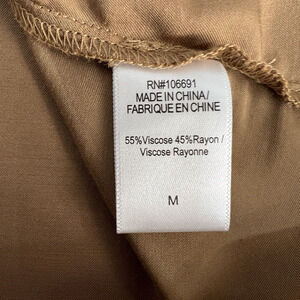 RN#106691
MADE IN CHINA/
FABRIQUE EN CHINE
55%Viscose 45%Rayon /
Viscose Rayonne
M